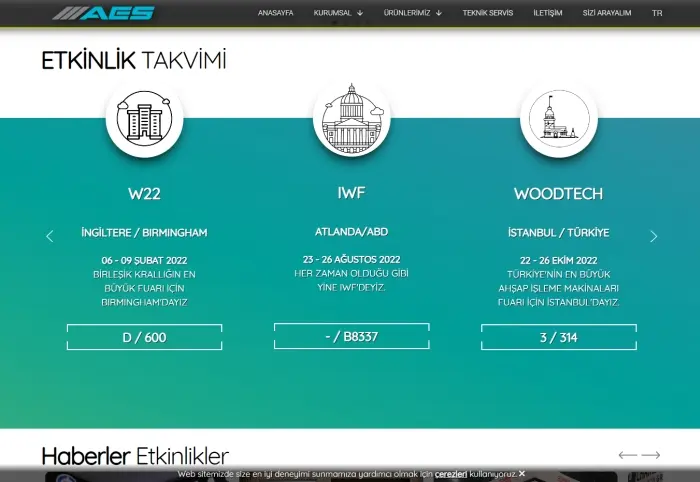 AES
ANASAYFA KURUMSAL ÜRÜNLERİMİZ TEKNİK SERVİS İLETİŞİM SİZİ ARAYALIM TR
ETKİNLİK TAKVİMİ
W22
İNGİLTERE / BIRMINGHAM
06 - 09 ŞUBAT 2022
BİRLEŞİK KRALLIĞIN EN
BÜYÜK FUARI İÇİN
BIRMINGHAM'DAYIZ.
D / 600
IWF
ATLANDA/ABD
23 - 26 AĞUSTOS 2022
HER ZAMAN OLDUĞU GİBİ
YİNE IWF'DEYİZ.
- / B8337
WOODTECH
İSTANBUL / TÜRKİYE
22 - 26 EKİM 2022
TÜRKİYE'NİN EN BÜYÜK
AHŞAP İŞLEME MAKİNALARI
FUARI İÇİN İSTANBUL'DAYIZ.
3 / 314
Haberler Etkinlikler
Web sitemizde size en iyi deneyimi sunmamıza yardımcı olmak için çerezleri kullanıyoruz.